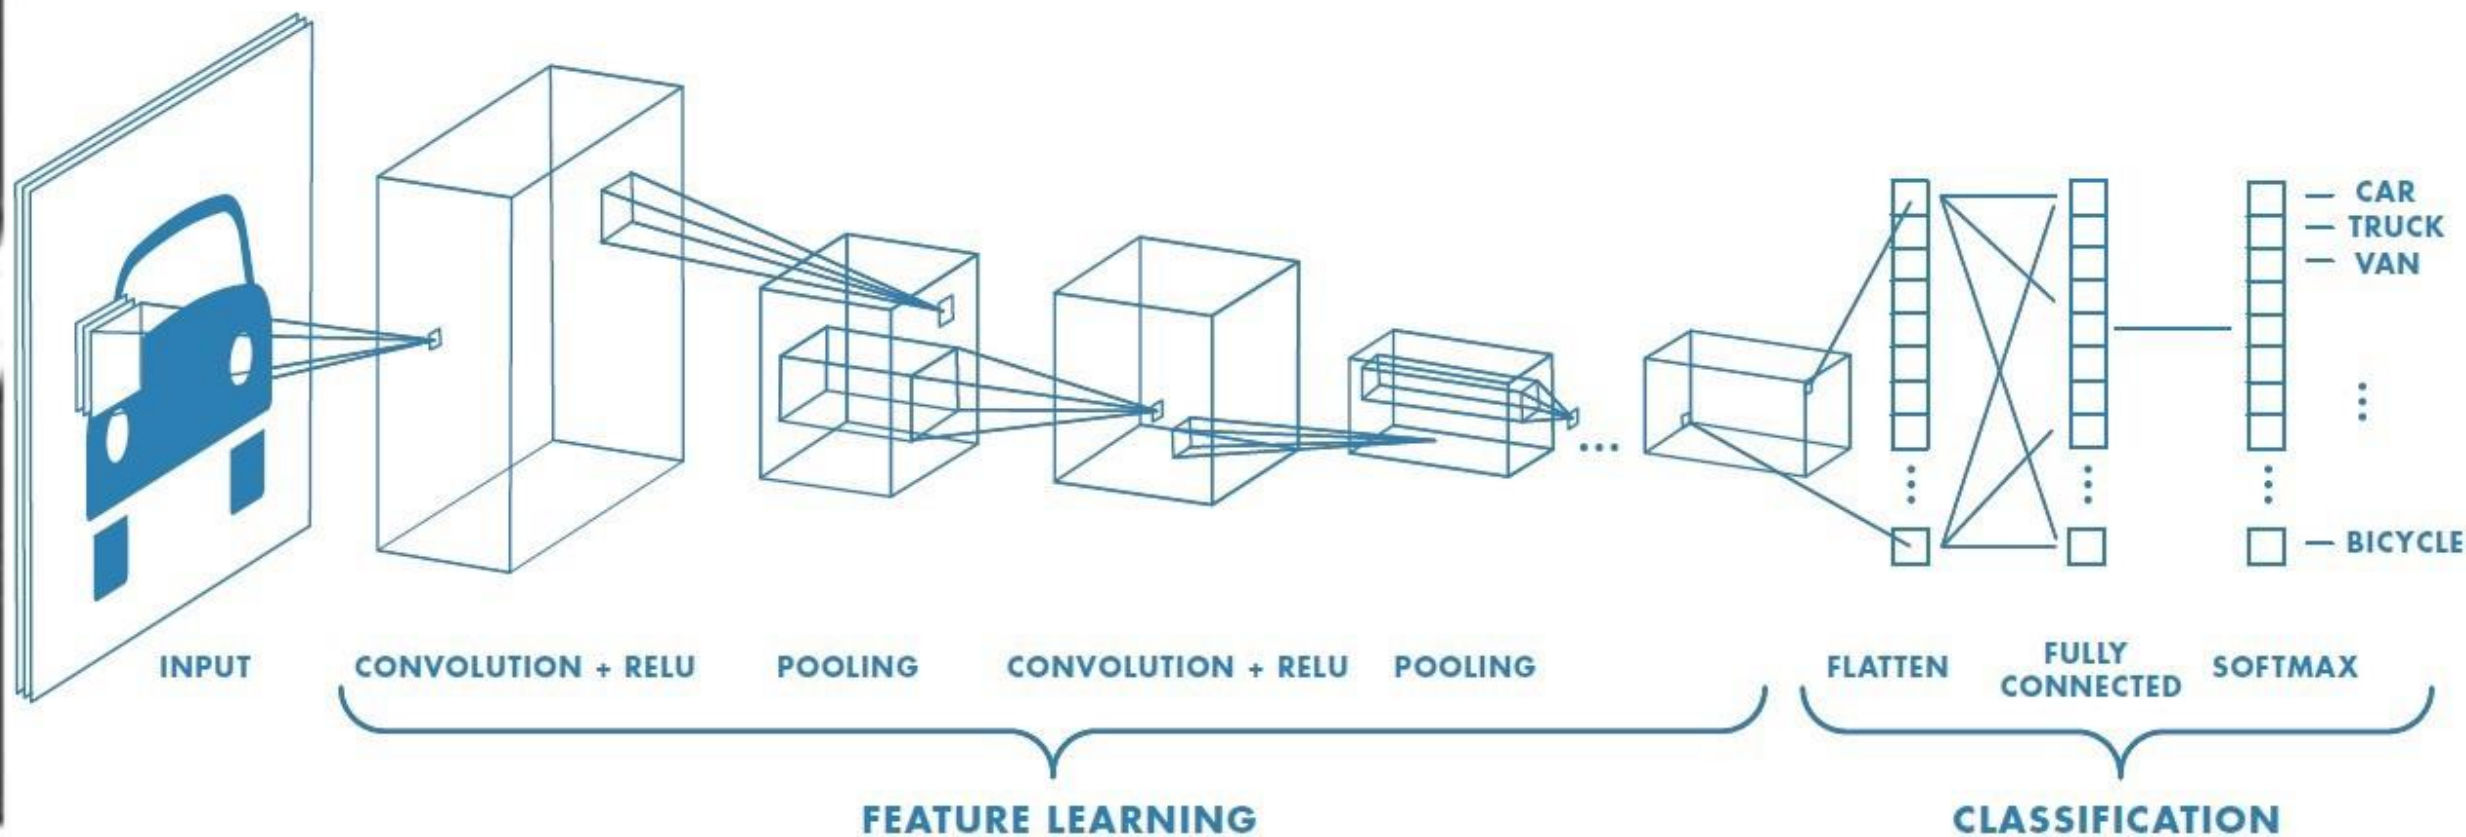 CAR
TRUCK
VAN
BICYCLE
INPUT
CONVOLUTION + RELU
POOLING
CONVOLUTION + RELU
POOLING
FLATTEN
FULLY
CONNECTED
SOFTMAX
FEATURE LEARNING
CLASSIFICATION